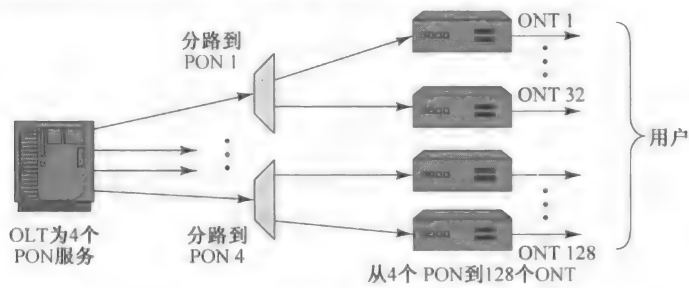 分路到
PON 1
ONT 1
ONT 32
用户
OLT为4个
PON服务
分路到
PON 4
ONT 128
从4个 PON到128个ONT